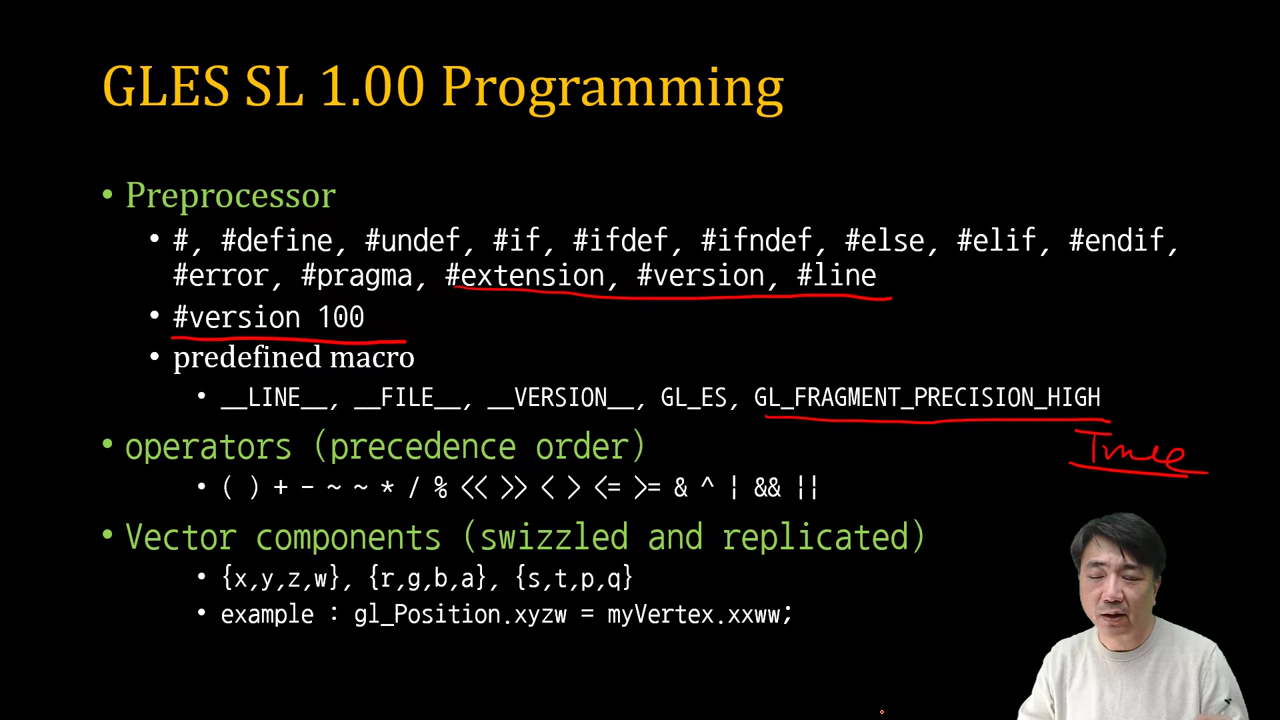 GLES SL 1.00 Programming
• Preprocessor
• #, #define, #undef, #if, #ifdef, #ifndef, #else, #elif, #endif,
#error, #pragma, #extension, #version, #line
• #version 100
• predefined macro
• __LINE__, __FILE__, __VERSION__, GL_ES, GL_FRAGMENT_PRECISION_HIGH
• operators (precedence order)
• ( ) + - ~ ~ * / % << >> < > <= >= & ^ | && ||
• Vector components (swizzled and replicated)
• {x,y,z,w}, {r,g,b,a}, {s,t,p,q}
• example : gl_Position.xyzw = myVertex.xxww;